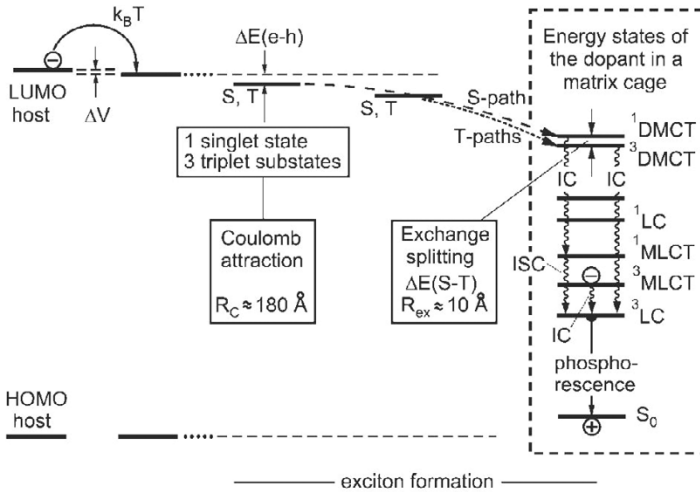 k_BT
ΔE(e-h)
LUMO
host
ΔV
S, T
S, T
S-path
T-paths
1 singlet state
3 triplet substates
Coulomb
attraction
R_C ≈ 180 Å
Exchange
splitting
ΔE(S-T)
R_ex ≈ 10 Å
Energy states of
the dopant in a
matrix cage
¹DMCT
³DMCT
IC
IC
¹LC
¹MLCT
ISC
³MLCT
³LC
IC
phospho-
rescence
S₀
HOMO
host
exciton formation